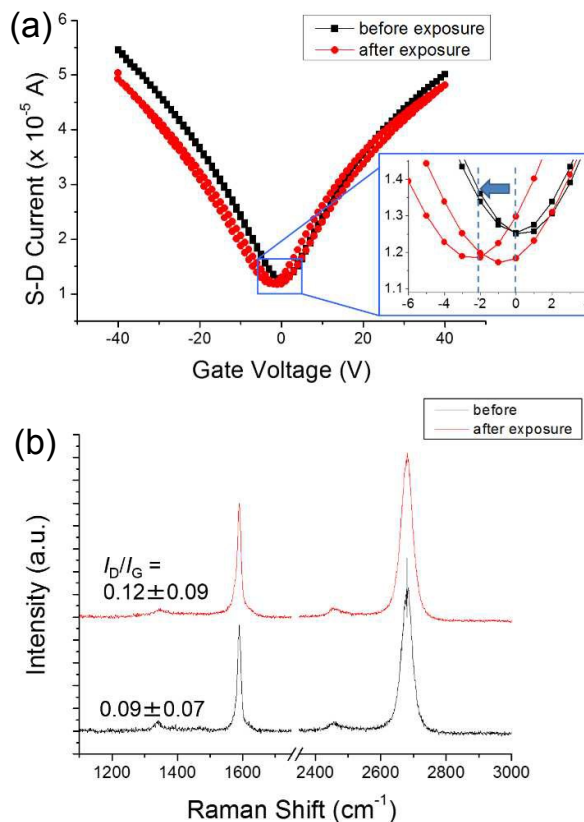 (a)
before exposure
after exposure
S-D Current (x 10⁻⁵ A)
6
5
4
3
2
1
-40
-20
0
20
40
Gate Voltage (V)
1.4
1.3
1.2
1.1
-6
-4
-2
0
2
(b)
before
after exposure
Intensity (a.u.)
I_D/I_G =
0.12±0.09
0.09±0.07
1200
1400
1600
2400
2600
2800
3000
Raman Shift (cm⁻¹)